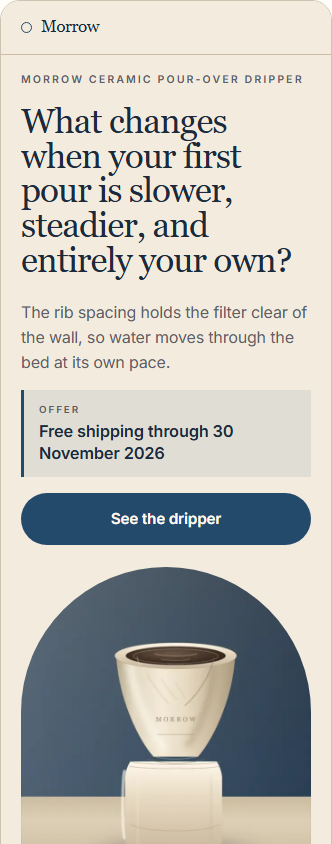 Morrow
MORROW CERAMIC POUR-OVER DRIPPER
What changes
when your first
pour is slower,
steadier, and
entirely your own?
The rib spacing holds the filter clear of
the wall, so water moves through the
bed at its own pace.
OFFER
Free shipping through 30
November 2026
See the dripper
MORROW